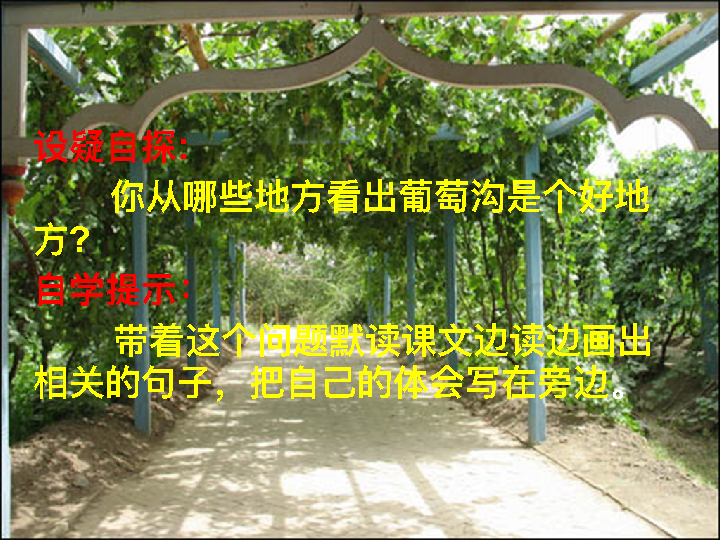 设疑自探：
你从哪些地方看出葡萄沟是个好地
方？
自学提示：
带着这个问题默读课文边读边画出
相关的句子，把自己的体会写在旁边。